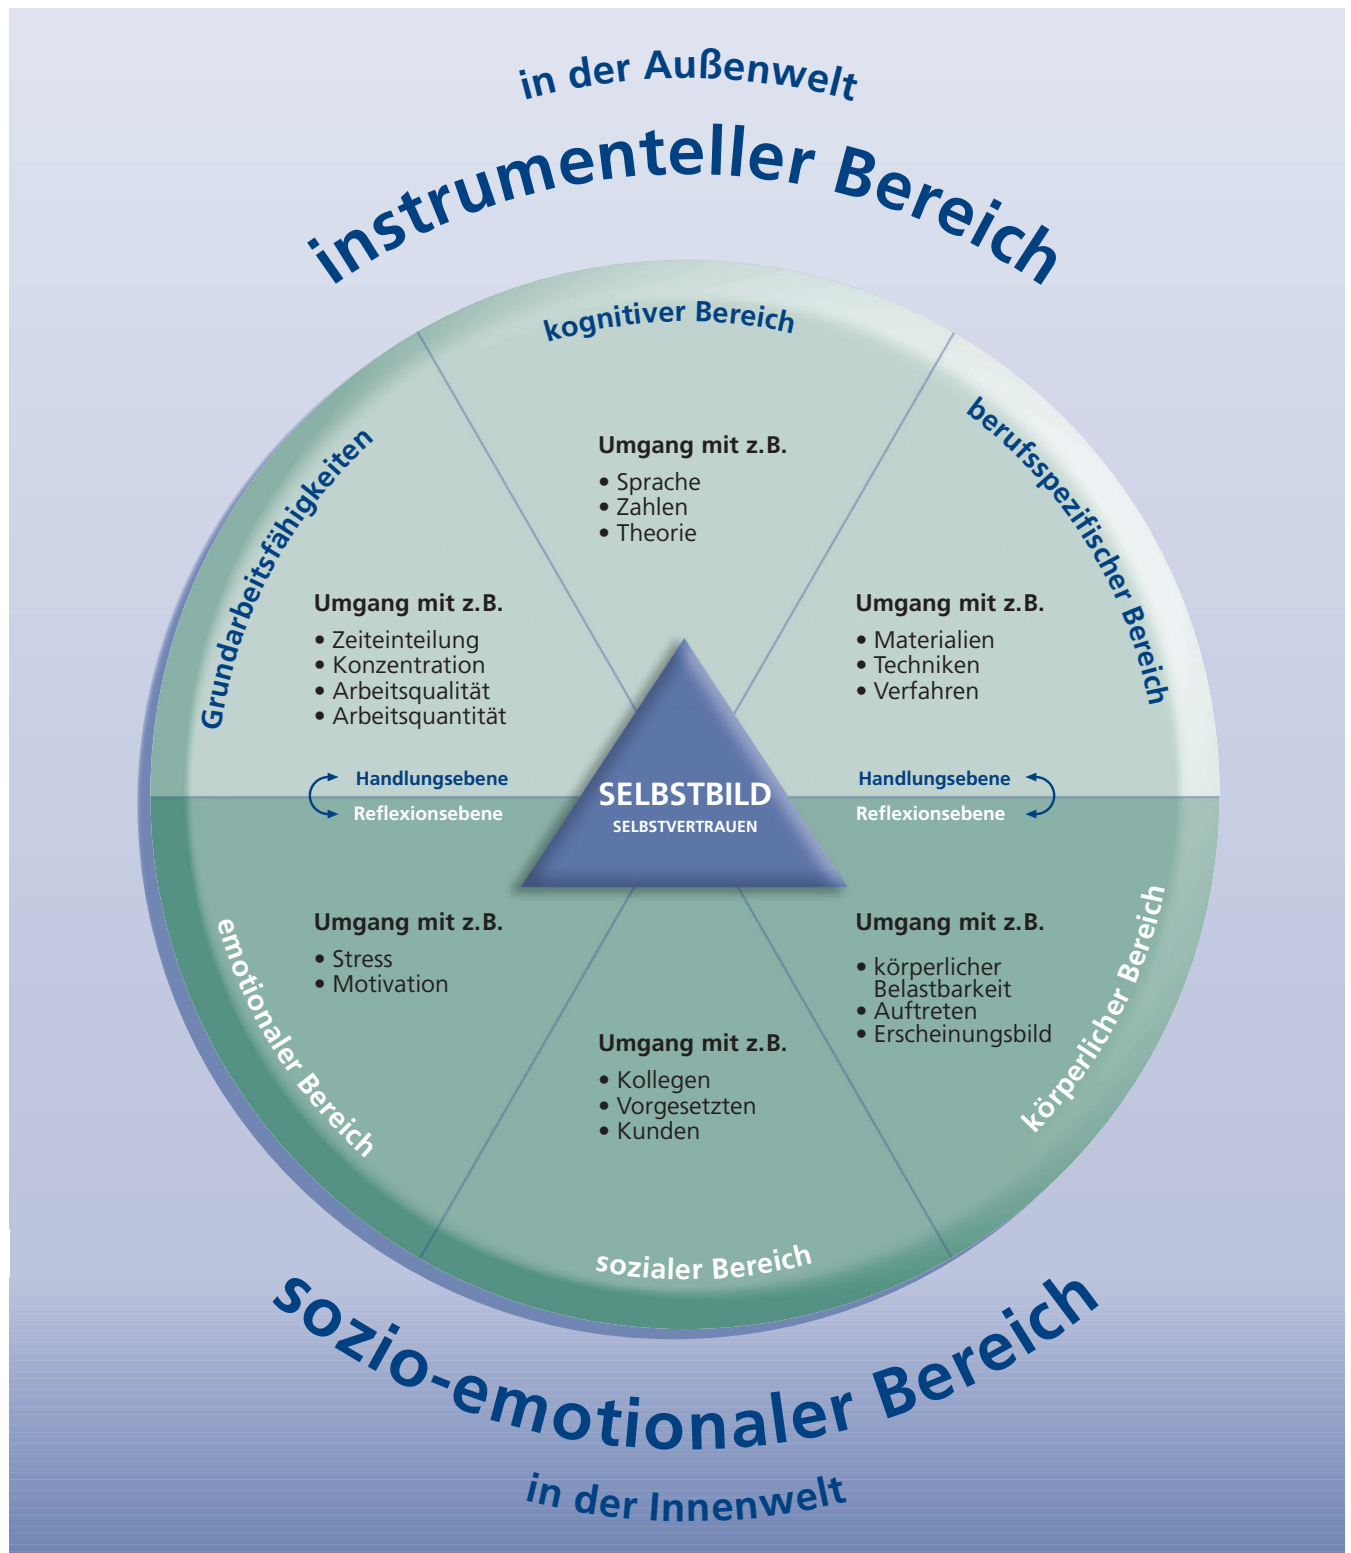 in der Außenwelt
instrumenteller Bereich
kognitiver Bereich
Umgang mit z.B.
• Sprache
• Zahlen
• Theorie
Grundarbeitsfähigkeiten
Umgang mit z.B.
• Zeiteinteilung
• Konzentration
• Arbeitsqualität
• Arbeitsquantität
berufsspezifischer Bereich
Umgang mit z.B.
• Materialien
• Techniken
• Verfahren
Handlungsebene
Reflexionsebene
SELBSTBILD
SELBSTVERTRAUEN
Handlungsebene
Reflexionsebene
emotionaler Bereich
Umgang mit z.B.
• Stress
• Motivation
Umgang mit z.B.
• Kollegen
• Vorgesetzten
• Kunden
sozialer Bereich
Umgang mit z.B.
• körperlicher
Belastbarkeit
• Auftreten
• Erscheinungsbild
körperlicher Bereich
sozio-emotionaler Bereich
in der Innenwelt